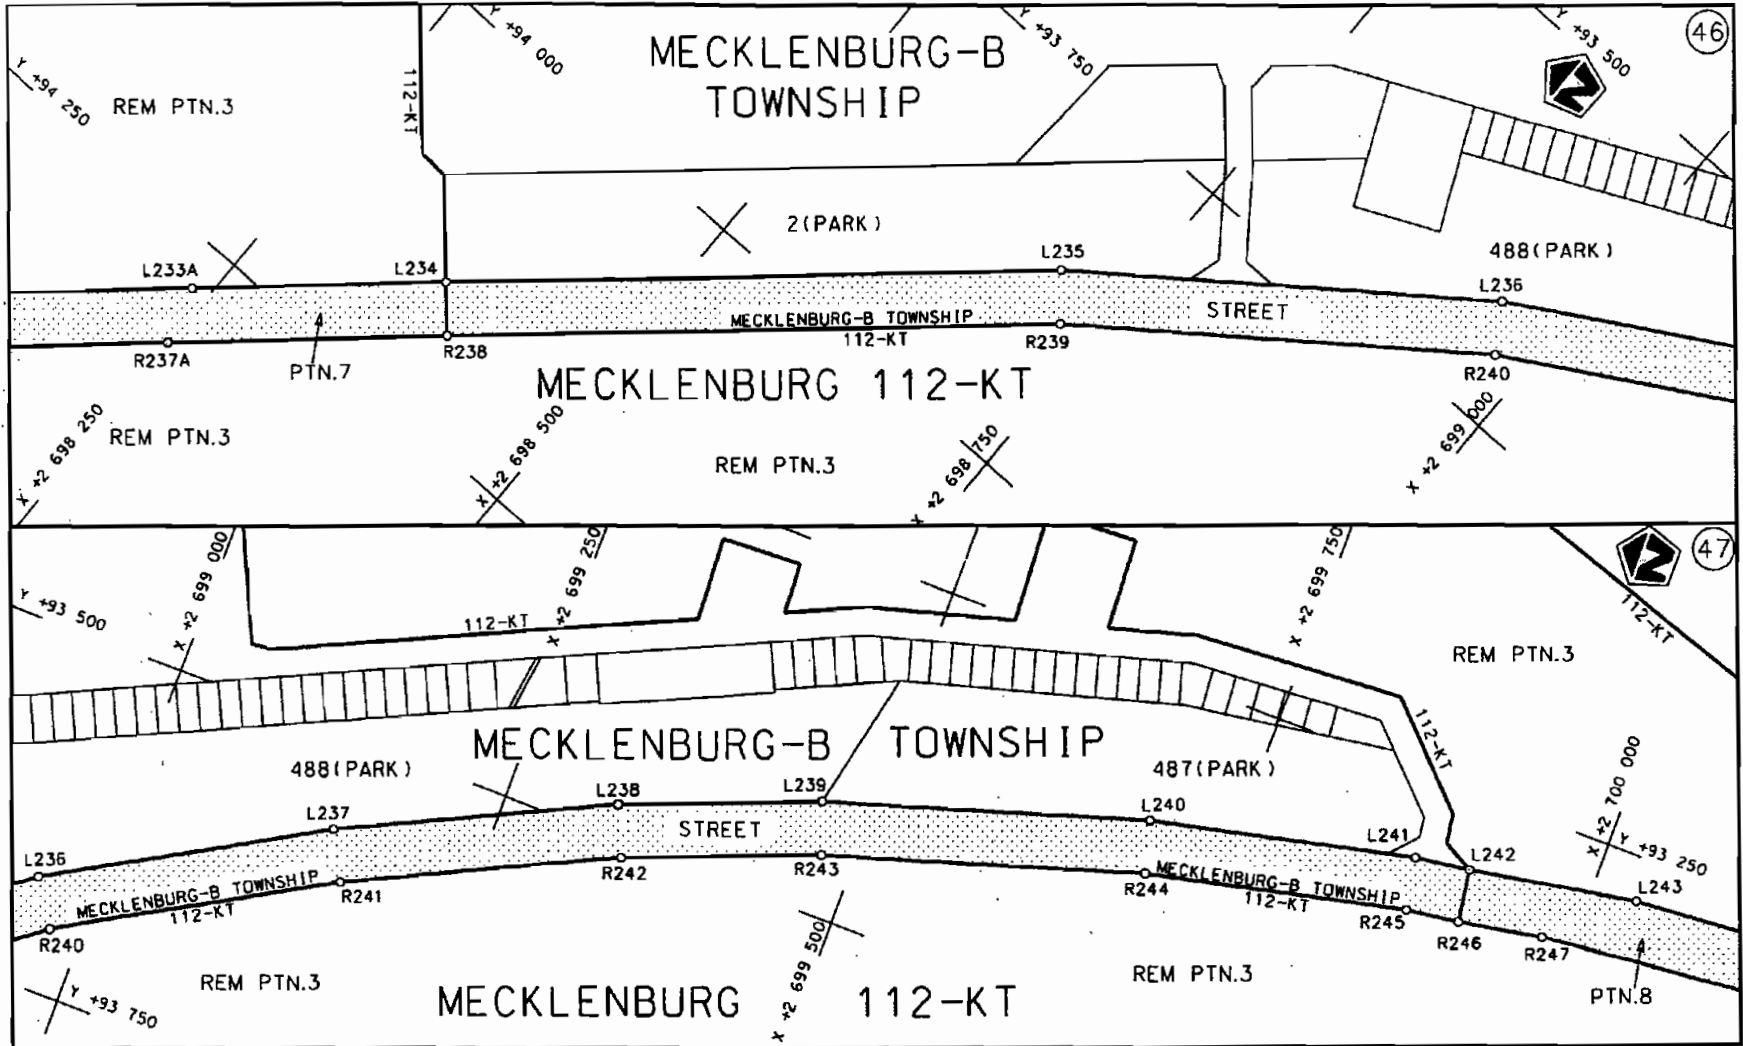 46
Y +94 250
REM PTN.3
112-KT
Y +94 000
MECKLENBURG-B
TOWNSHIP
Y +93 750
Y +93 500
2(PARK)
488(PARK)
L233A
L234
L235
L236
STREET
MECKLENBURG-B TOWNSHIP
112-KT
R237A
PTN.7
R238
R239
R240
MECKLENBURG 112-KT
X +2 698 250
REM PTN.3
X +2 698 500
REM PTN.3
X +2 698 750
X +2 699 000
47
Y +93 500
X +2 699 000
112-KT
X +2 699 250
X +2 699 750
112-KT
REM PTN.3
MECKLENBURG-B TOWNSHIP
112-KT
488(PARK)
487(PARK)
X +2 700 000
Y +93 250
L236
L237
L238
L239
L240
L241
L242
L243
STREET
MECKLENBURG-B TOWNSHIP
112-KT
MECKLENBURG-B TOWNSHIP
112-KT
R240
R241
R242
R243
R244
R245
R246
R247
PTN.8
REM PTN.3
Y +93 750
MECKLENBURG 112-KT
X +2 699 500
REM PTN.3